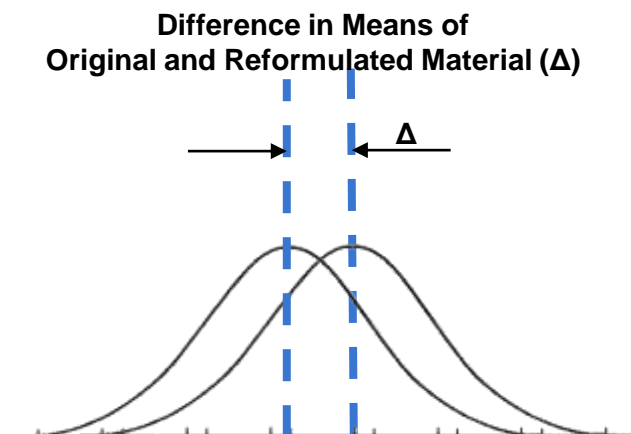 Difference in Means of
Original and Reformulated Material (Δ)
Δ